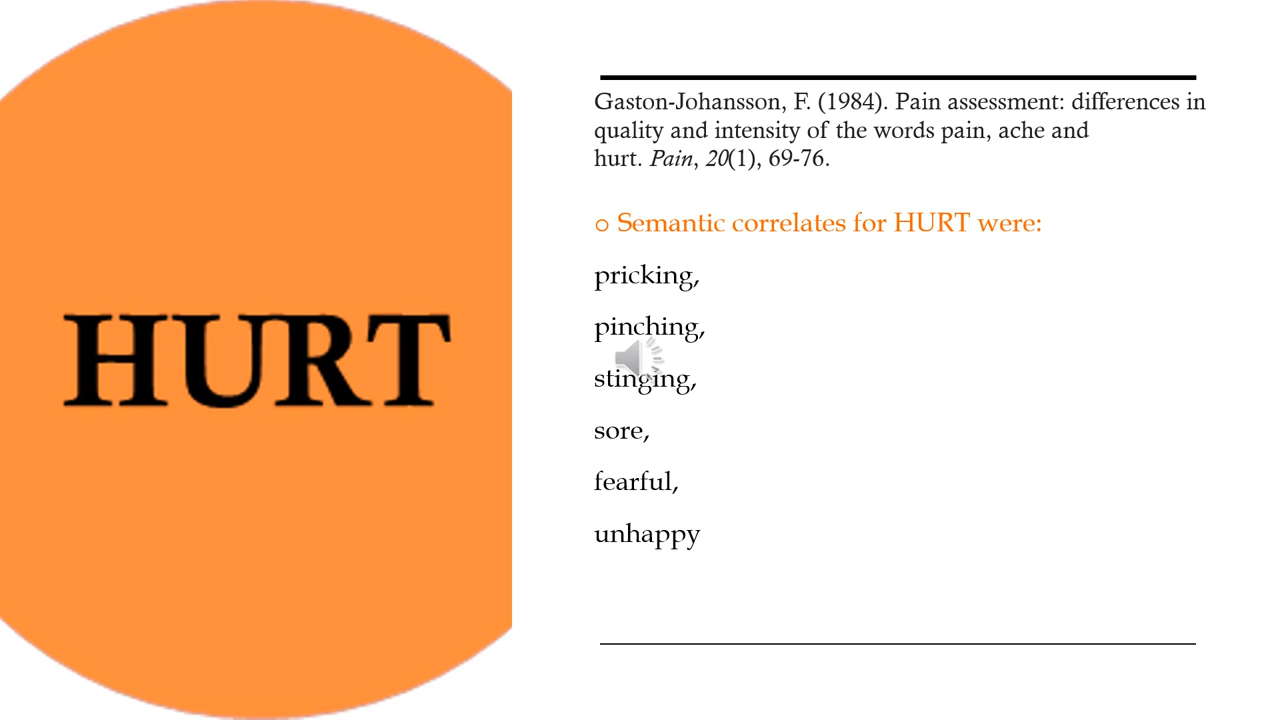 HURT
Gaston-Johansson, F. (1984). Pain assessment: differences in
quality and intensity of the words pain, ache and
hurt. Pain, 20(1), 69-76.
o Semantic correlates for HURT were:
pricking,
pinching,
stinging,
sore,
fearful,
unhappy